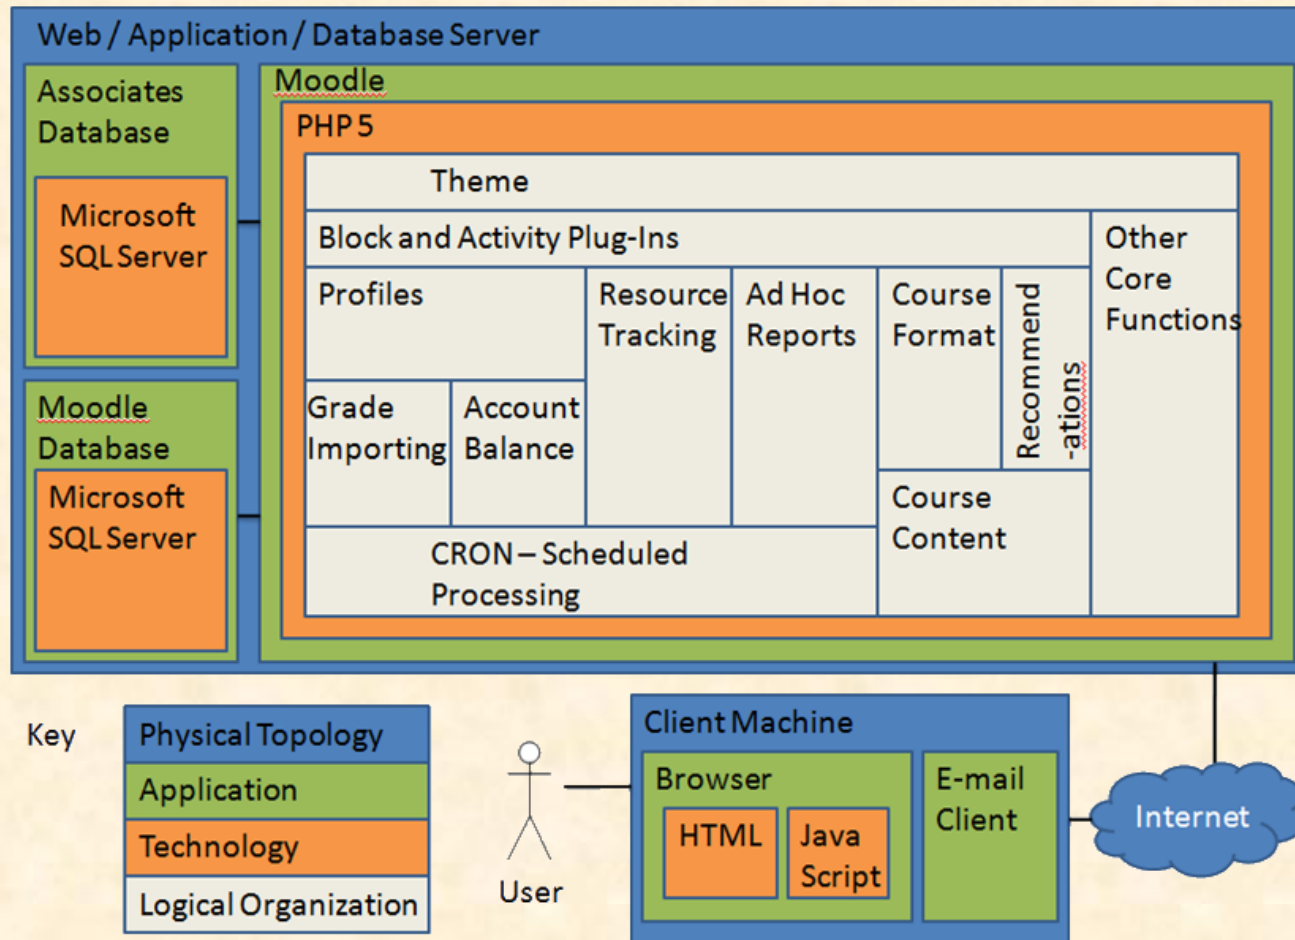 Web / Application / Database Server
Associates
Database
Microsoft
SQL Server
Moodle
Database
Microsoft
SQL Server
Moodle
PHP 5
Theme
Block and Activity Plug-Ins
Profiles
Resource
Tracking
Ad Hoc
Reports
Course
Format
Recommend
-ations
Other
Core
Functions
Grade
Importing
Account
Balance
Course
Content
CRON – Scheduled
Processing
Key
Physical Topology
Application
Technology
Logical Organization
User
Client Machine
Browser
HTML
Java
Script
E-mail
Client
Internet